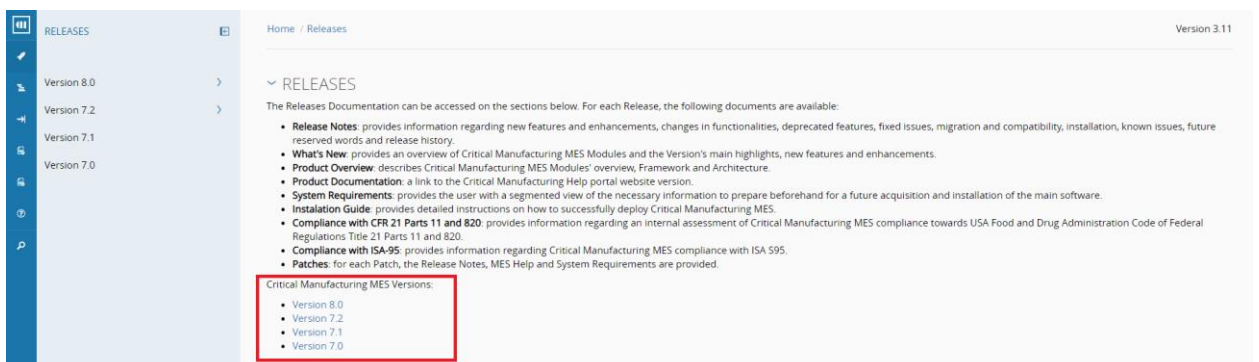 RELEASES
Version 8.0
Version 7.2
Version 7.1
Version 7.0
Home / Releases
Version 3.11
RELEASES
The Releases Documentation can be accessed on the sections below. For each Release, the following documents are available:
• Release Notes: provides information regarding new features and enhancements, changes in functionalities, deprecated features, fixed issues, migration and compatibility, installation, known issues, future
reserved words and release history.
• What's New: provides an overview of Critical Manufacturing MES Modules and the Version's main highlights, new features and enhancements.
• Product Overview: describes Critical Manufacturing MES Modules' overview, Framework and Architecture.
• Product Documentation: a link to the Critical Manufacturing Help portal website version.
• System Requirements: provides the user with a segmented view of the necessary information to prepare beforehand for a future acquisition and installation of the main software.
• Instalation Guide: provides detailed instructions on how to successfully deploy Critical Manufacturing MES.
• Compliance with CFR 21 Parts 11 and 820: provides information regarding an internal assessment of Critical Manufacturing MES compliance towards USA Food and Drug Administration Code of Federal
Regulations Title 21 Parts 11 and 820.
• Compliance with ISA-95: provides information regarding Critical Manufacturing MES compliance with ISA S95.
• Patches: for each Patch, the Release Notes, MES Help and System Requirements are provided.
Critical Manufacturing MES Versions:
• Version 8.0
• Version 7.2
• Version 7.1
• Version 7.0